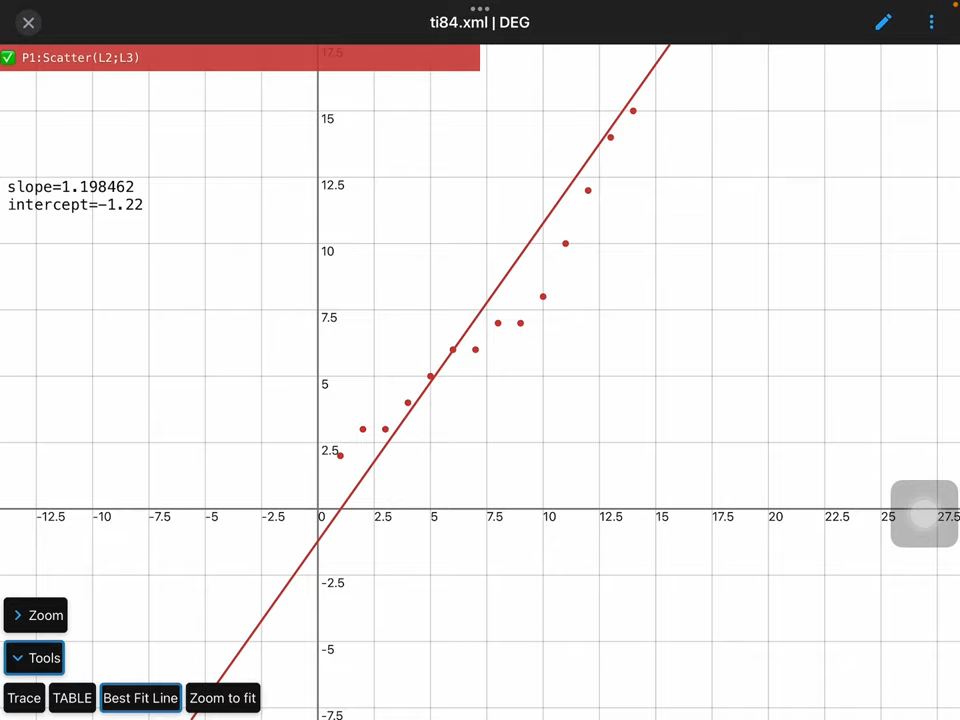 ti84.xml | DEG
P1:Scatter(L2;L3)
17.5
15
12.5
10
7.5
5
2.5
slope=1.198462
intercept=-1.22
-12.5 -10 -7.5 -5 -2.5 0 2.5 5 7.5 10 12.5 15 17.5 20 22.5 25 27.5
-2.5
-5
-7.5
Zoom
Tools
Trace TABLE Best Fit Line Zoom to fit